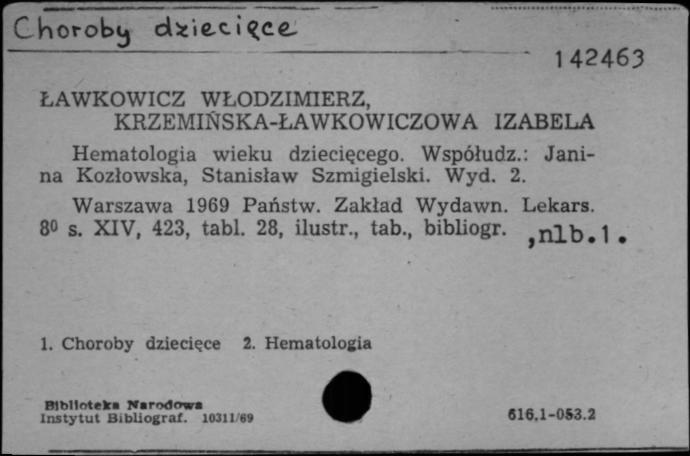 Choroby dziecięce
142463
ŁAWKOWICZ WŁODZIMIERZ,
KRZEMIŃSKA-ŁAWKOWICZOWA IZABELA
Hematologia wieku dziecięcego. Współudz.: Jani-
na Kozłowska, Stanisław Szmigielski. Wyd. 2.
Warszawa 1969 Państw. Zakład Wydawn. Lekars.
8⁰ s. XIV, 423, tabl. 28, ilustr., tab., bibliogr. ,nlb.1.
1. Choroby dziecięce 2. Hematologia
Biblioteka Narodowa
Instytut Bibliograf. 10311/69
616.1-053.2